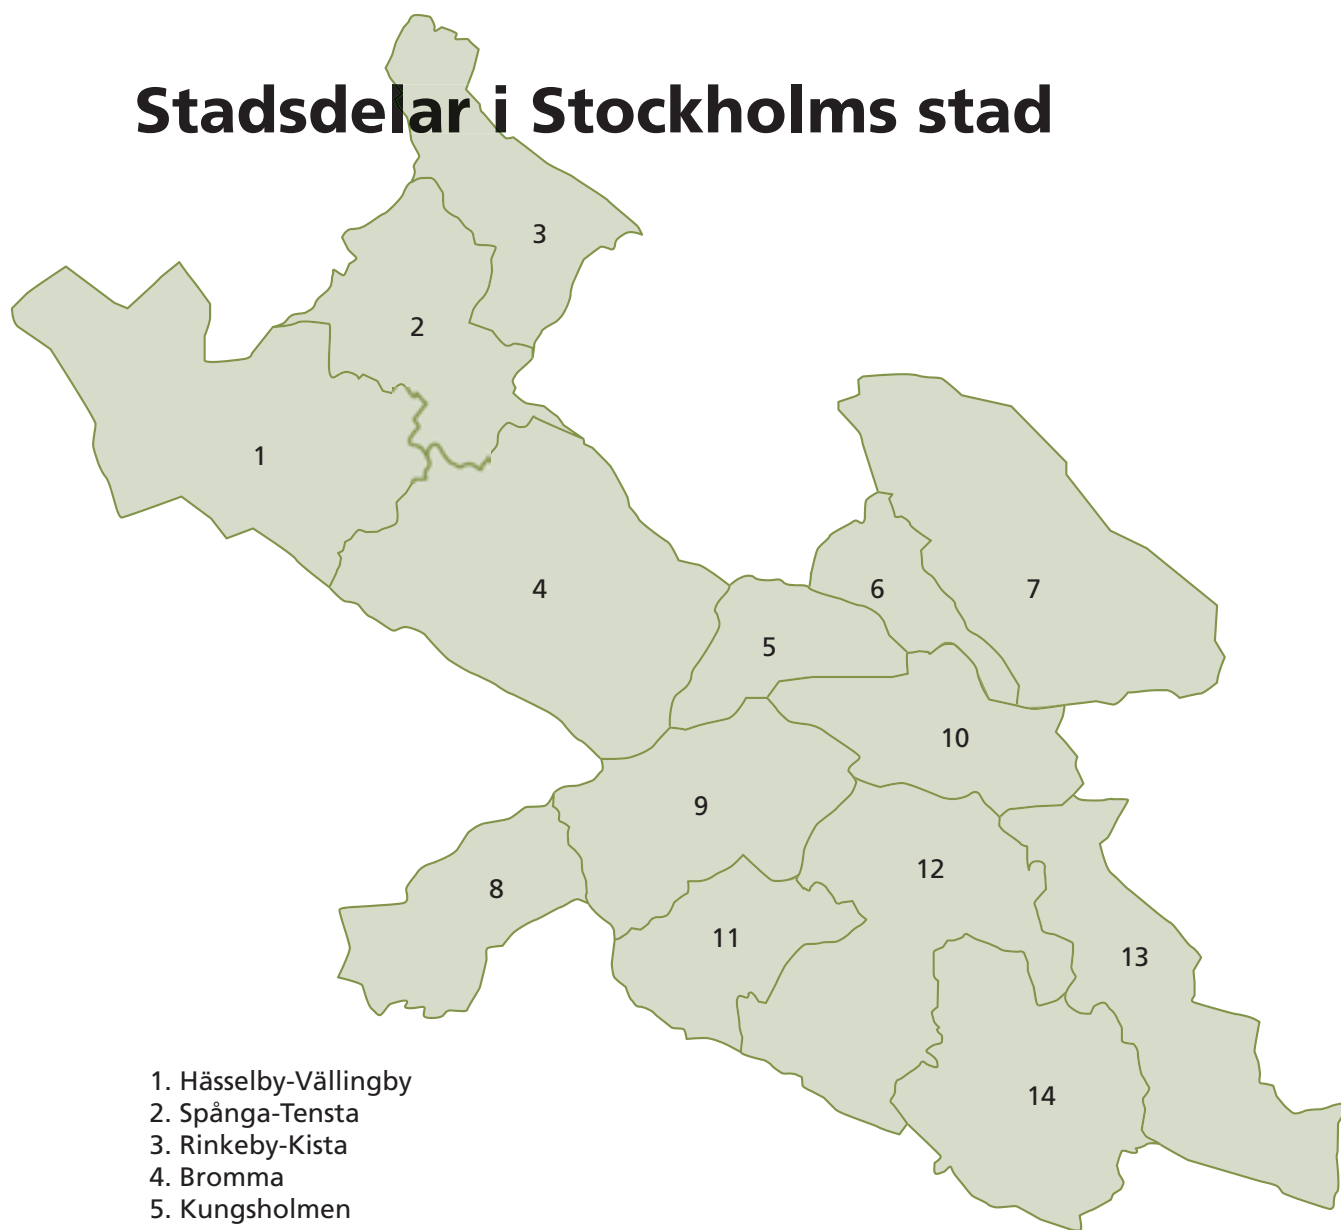 Stadsdelar i Stockholms stad
3
2
1
4
6
7
5
10
9
12
8
11
13
14
1. Hässelby-Vällingby
2. Spånga-Tensta
3. Rinkeby-Kista
4. Bromma
5. Kungsholmen